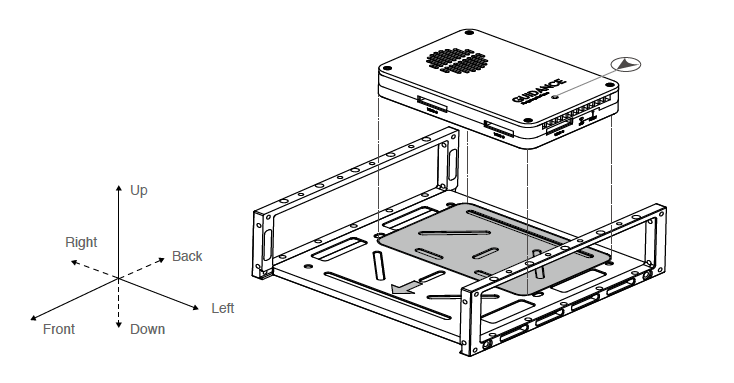 GUIDANCE
Up
Right
Back
Left
Front
Down